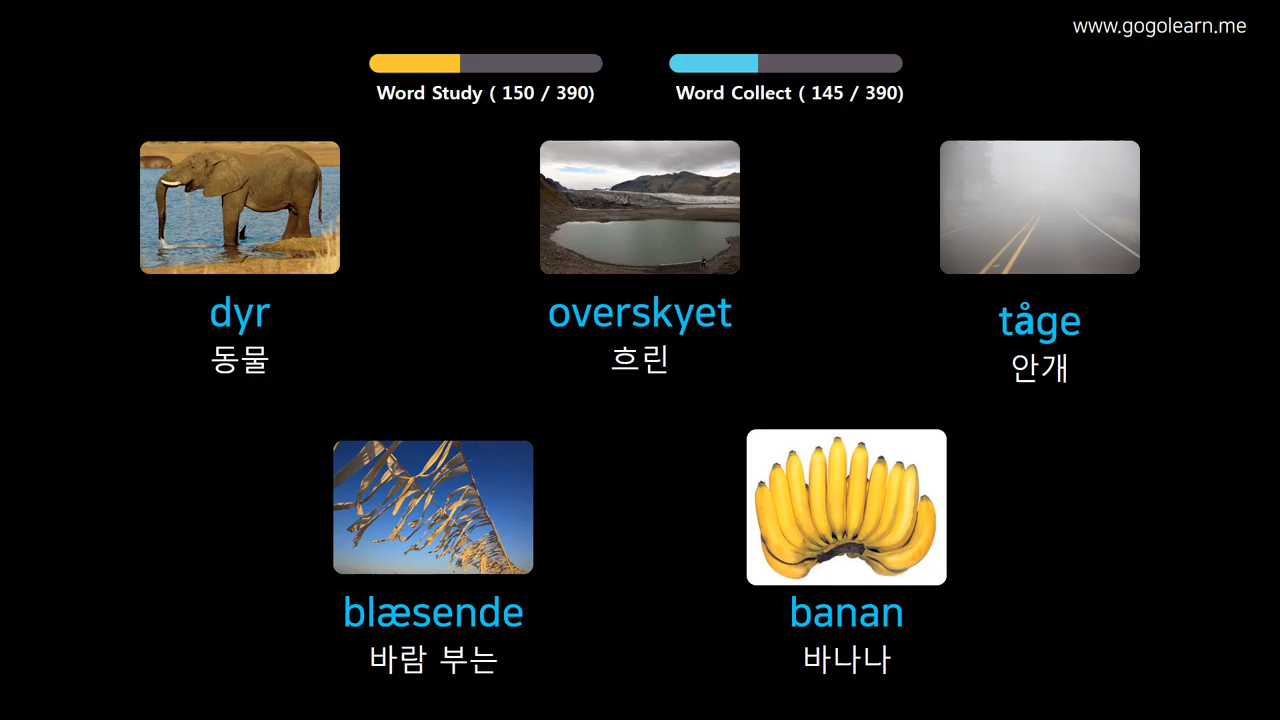 www.gogolearn.me
Word Study ( 150 / 390)
Word Collect ( 145 / 390)
dyr
동물
overskyet
흐린
tåge
안개
blæsende
바람 부는
banan
바나나